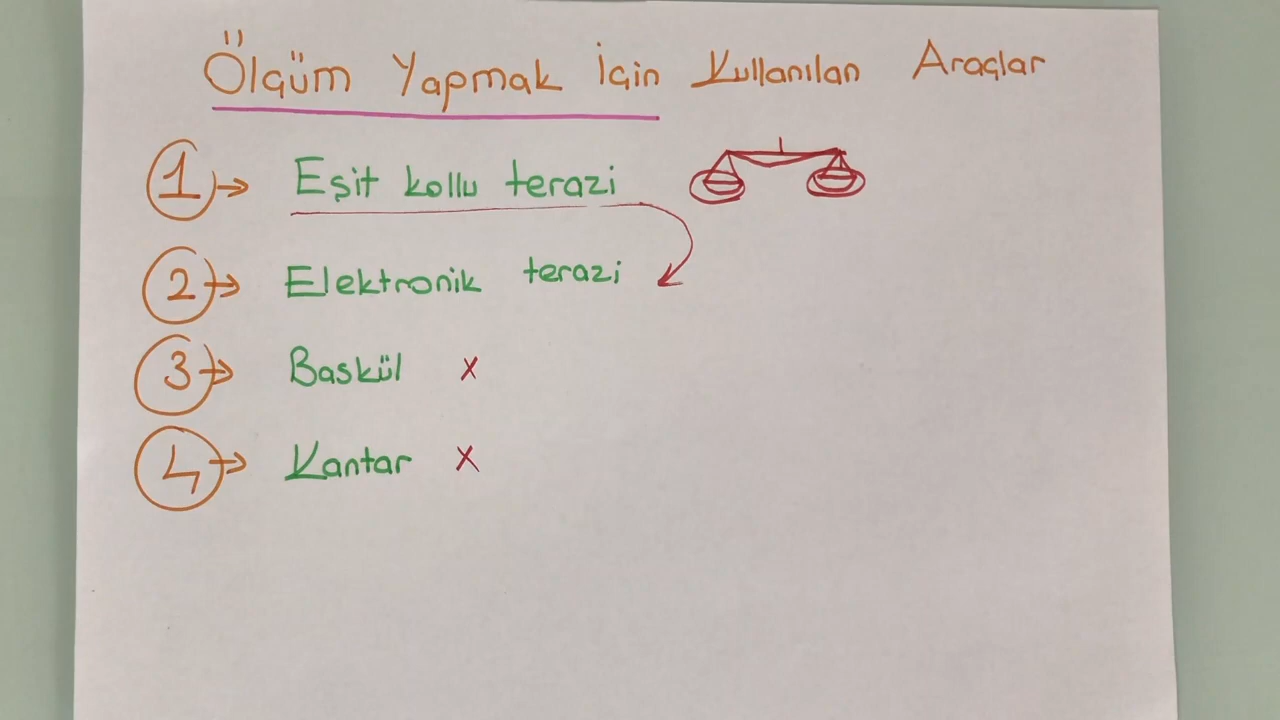 Ölçüm Yapmak İçin Kullanılan Araçlar
1 → Eşit kollu terazi
2 → Elektronik terazi
3 → Baskül x
4 → Kantar x